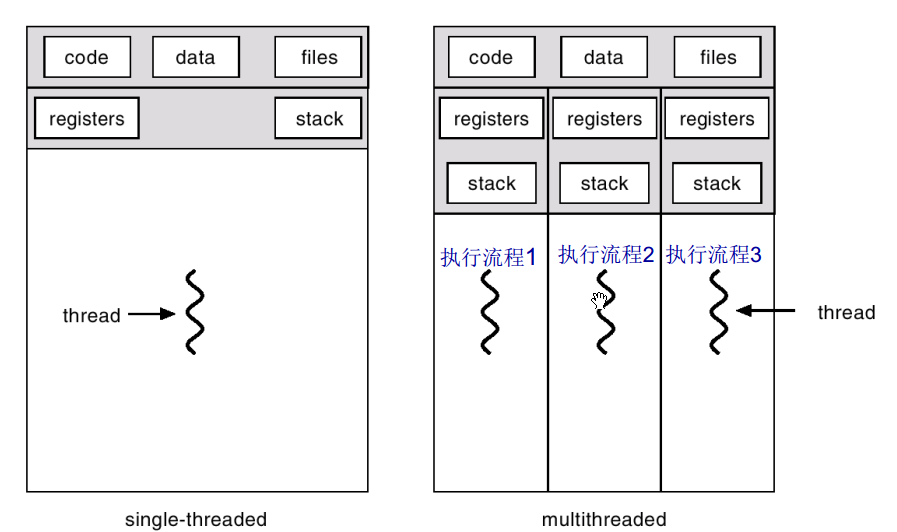 code data files
registers stack
thread
single-threaded
code data files
registers registers registers
stack stack stack
执行流程1 执行流程2 执行流程3
thread
multithreaded